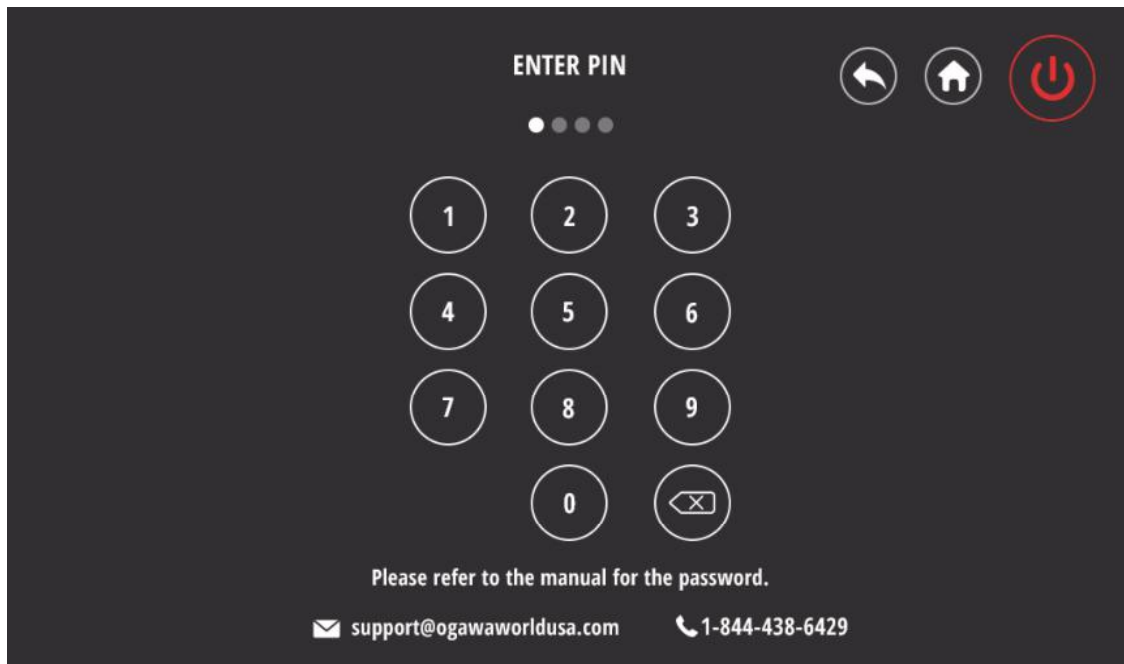 ENTER PIN
1 2 3
4 5 6
7 8 9
0
Please refer to the manual for the password.
support@ogawaworldusa.com 1-844-438-6429